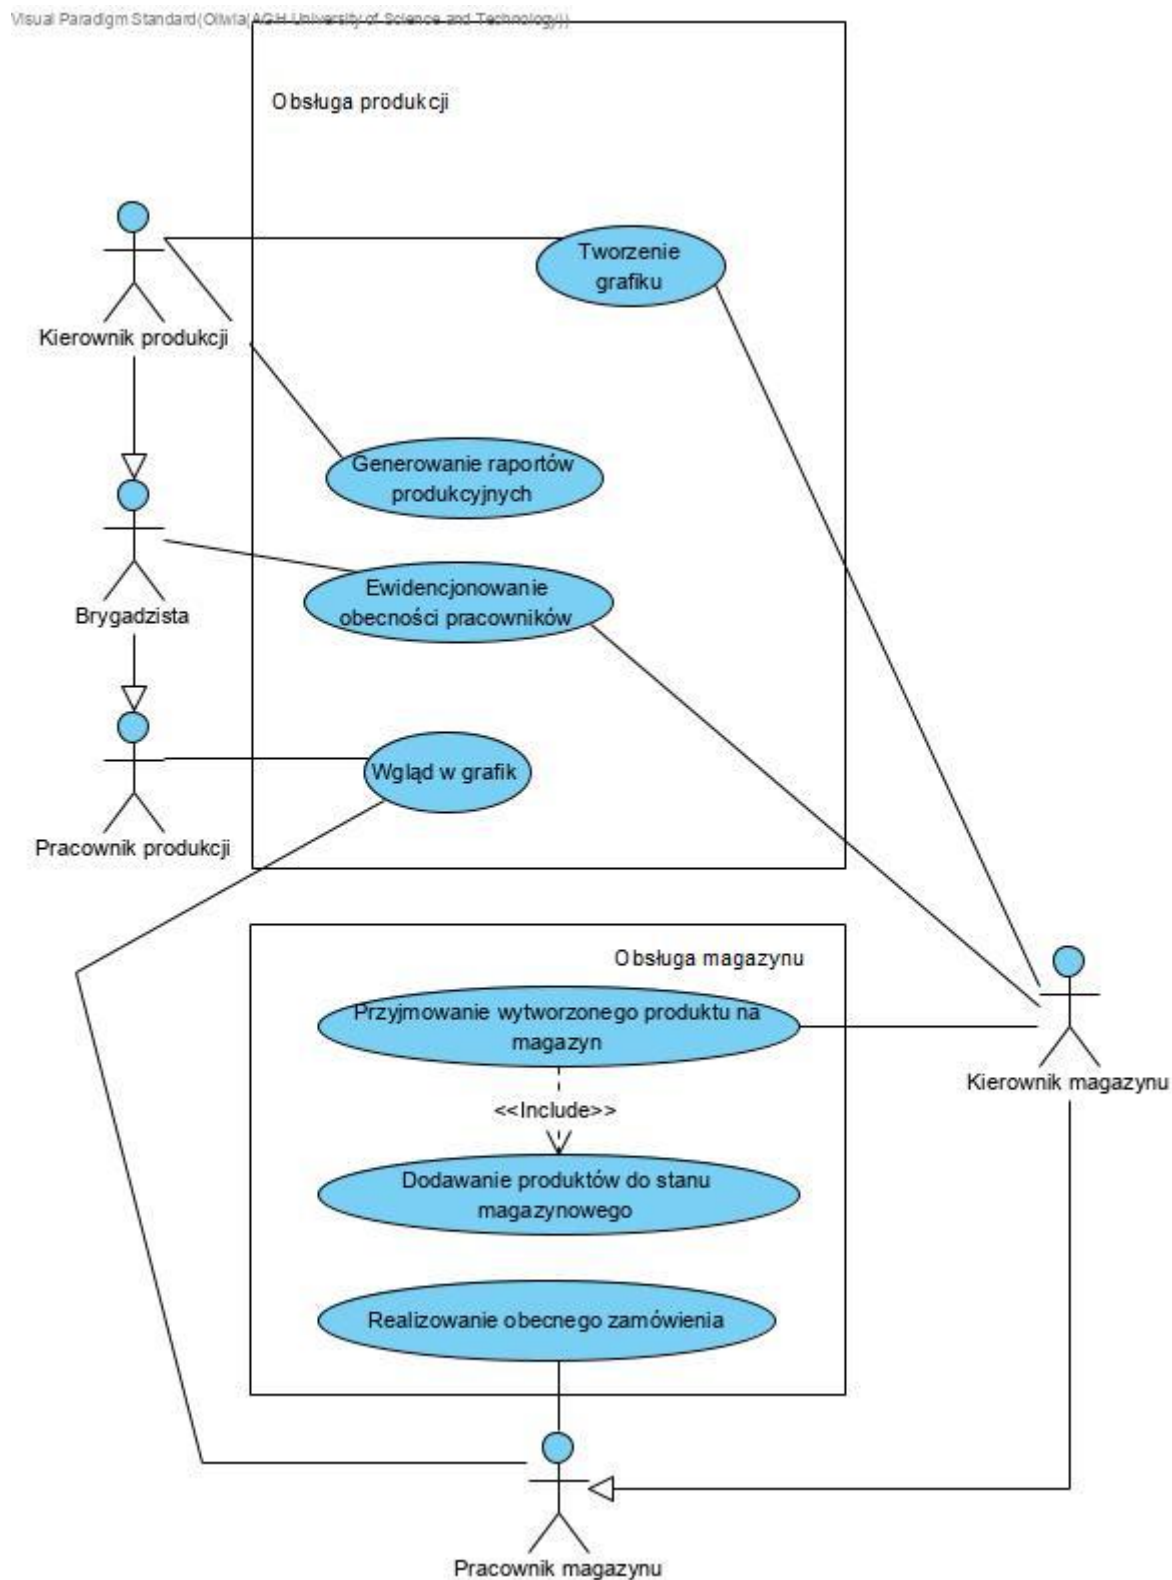 Visual Paradigm Standard(Oliwia(AGH University of Science and Technology))
Obsługa produkcji
Tworzenie
grafiku
Kierownik produkcji
Generowanie raportów
produkcyjnych
Ewidencjonowanie
obecności pracowników
Brygadzista
Wgląd w grafik
Pracownik produkcji
Obsługa magazynu
Przyjmowanie wytworzonego produktu na
magazyn
Kierownik magazynu
<<Include>>
Dodawanie produktów do stanu
magazynowego
Realizowanie obecnego zamówienia
Pracownik magazynu